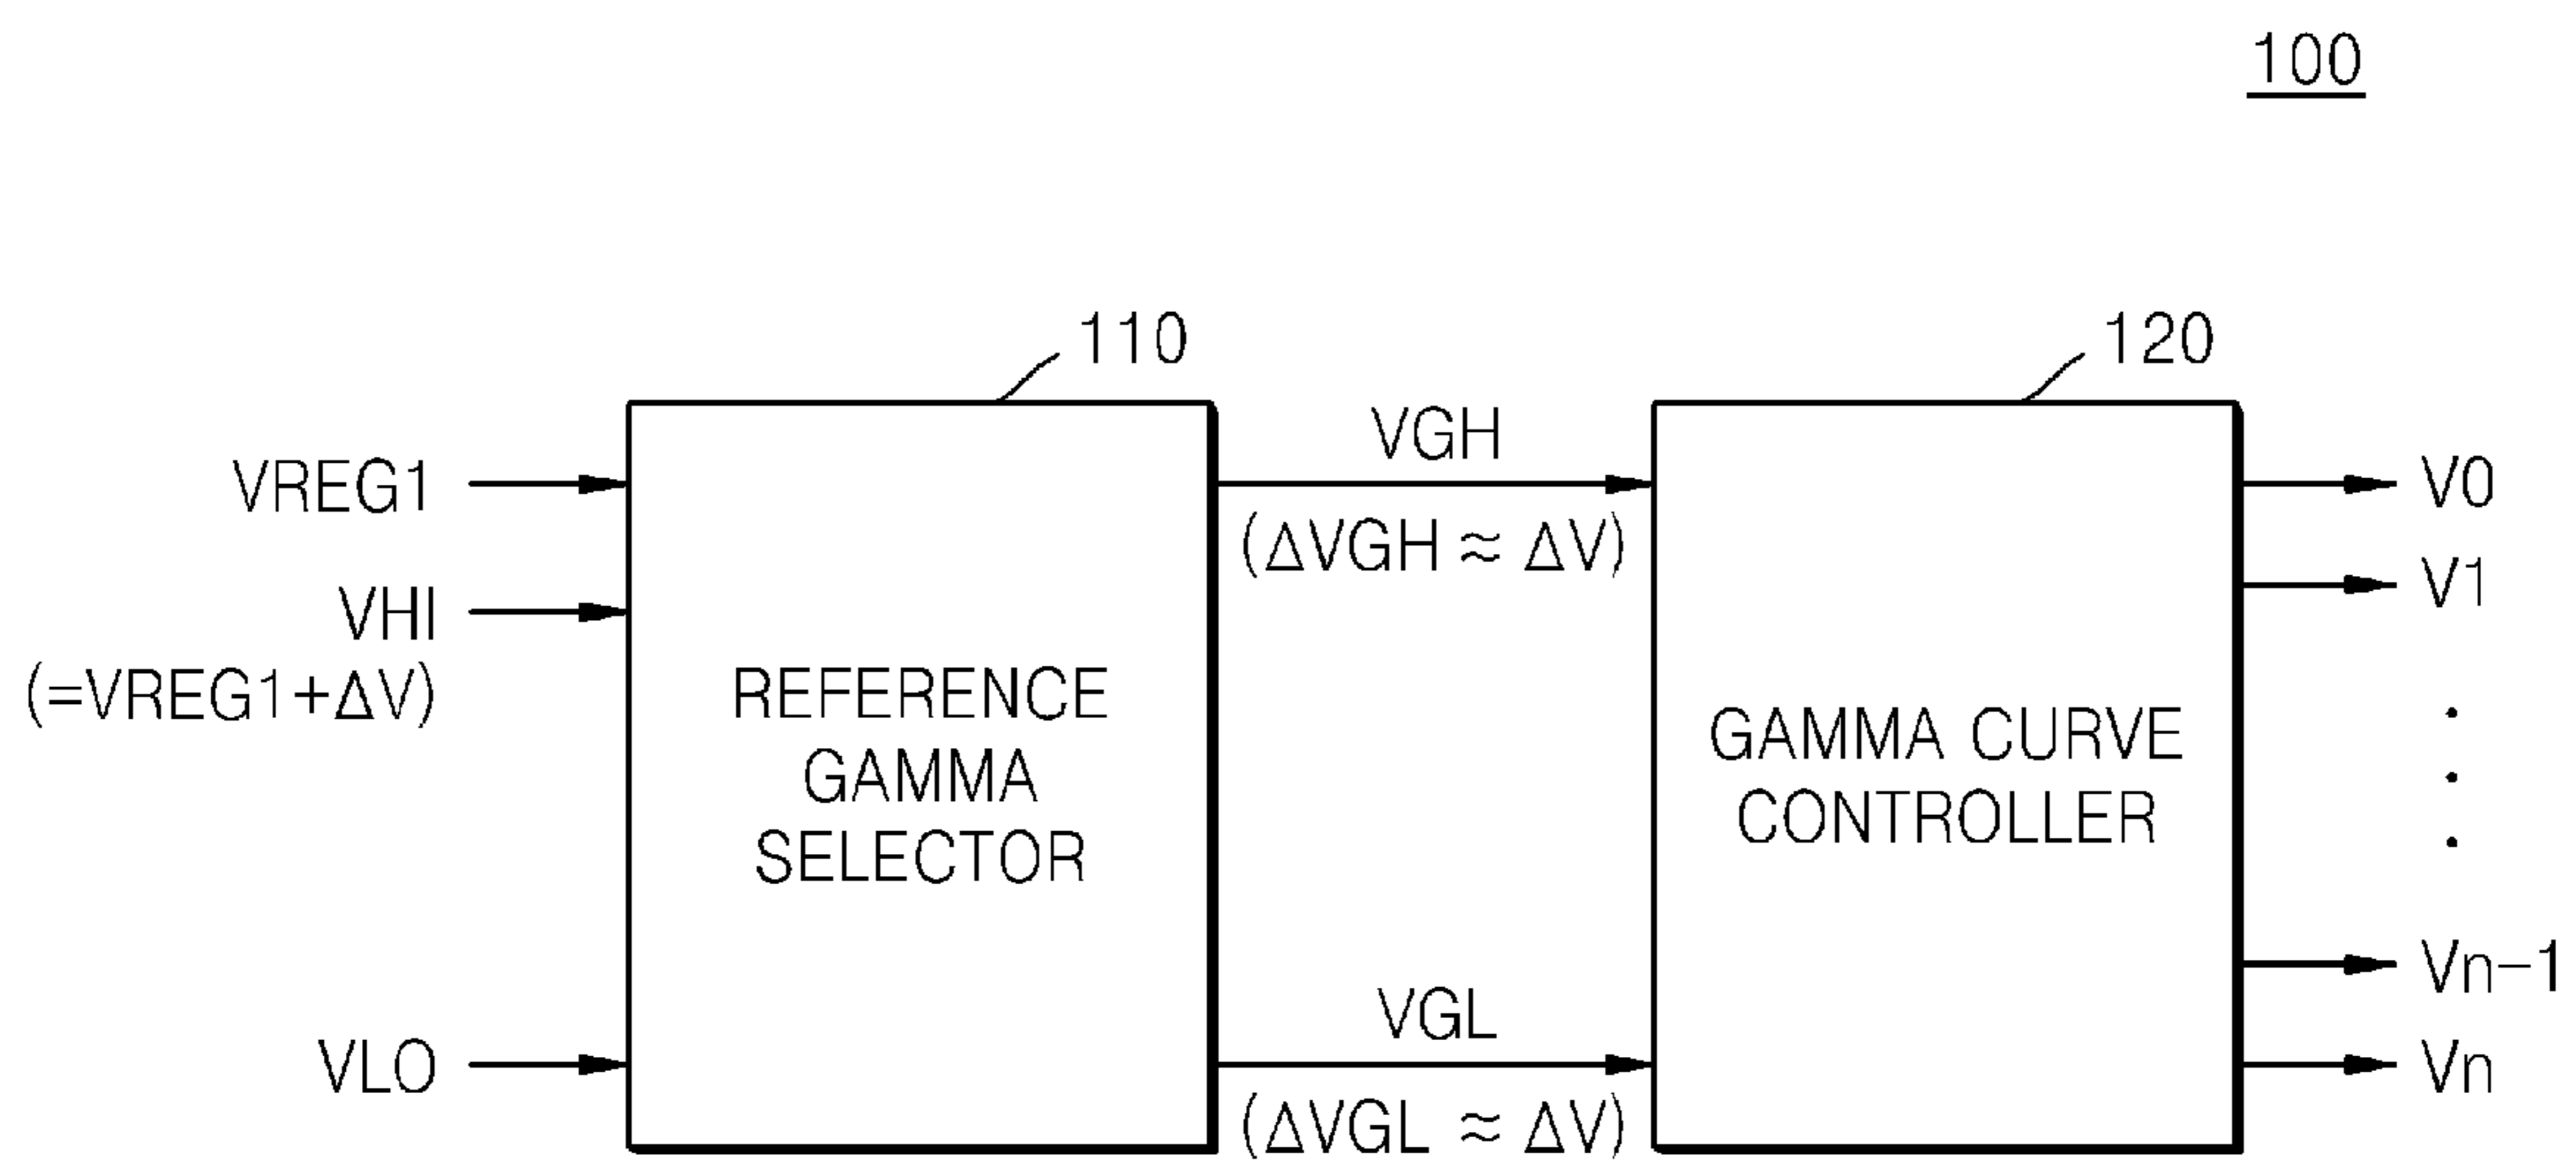 100
110
120
VREG1
VHI
(=VREG1+ΔV)
VLO
REFERENCE
GAMMA
SELECTOR
VGH
(ΔVGH ≈ ΔV)
VGL
(ΔVGL ≈ ΔV)
GAMMA CURVE
CONTROLLER
V0
V1
Vn-1
Vn